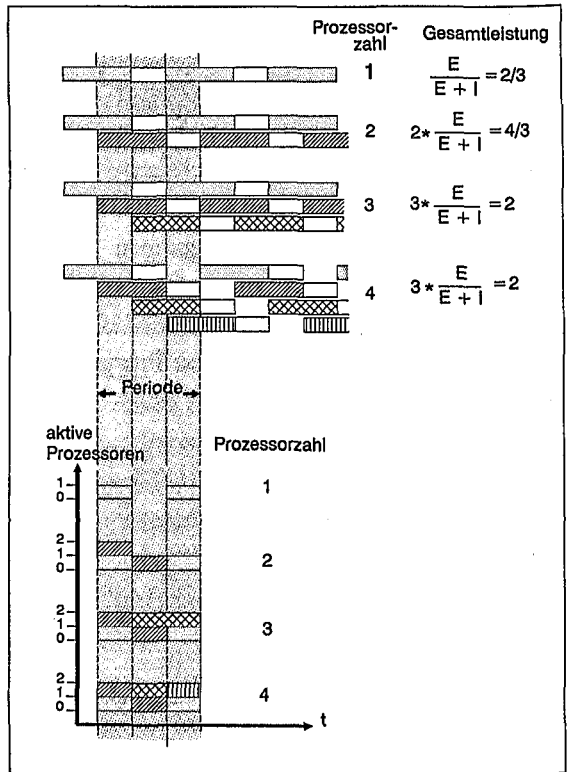 Prozessor-
zahl
Gesamtleistung
1
E
E + I
= 2/3
2
2*
E
E + I
= 4/3
3
3*
E
E + I
= 2
4
3*
E
E + I
= 2
Periode
aktive
Prozessoren
Prozessorzahl
1
0
1
2
1
0
2
2
1
0
3
2
1
0
4
t